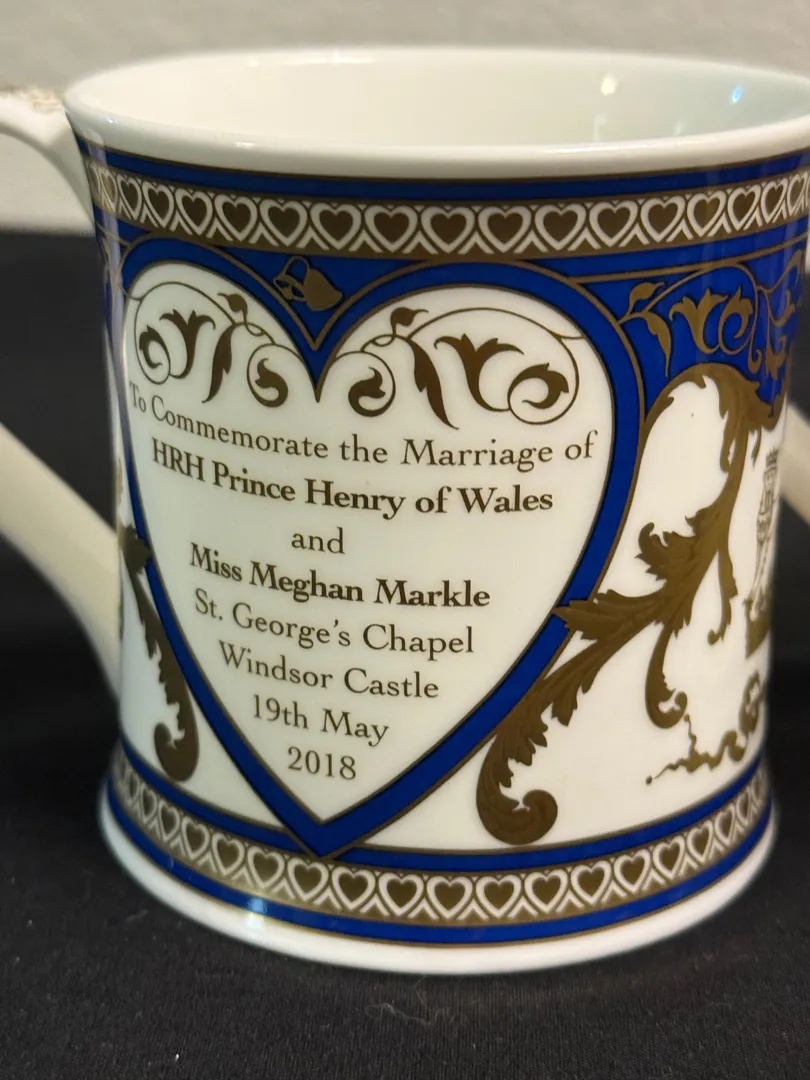 To Commemorate the Marriage of
HRH Prince Henry of Wales
and
Miss Meghan Markle
St. George's Chapel
Windsor Castle
19th May
2018